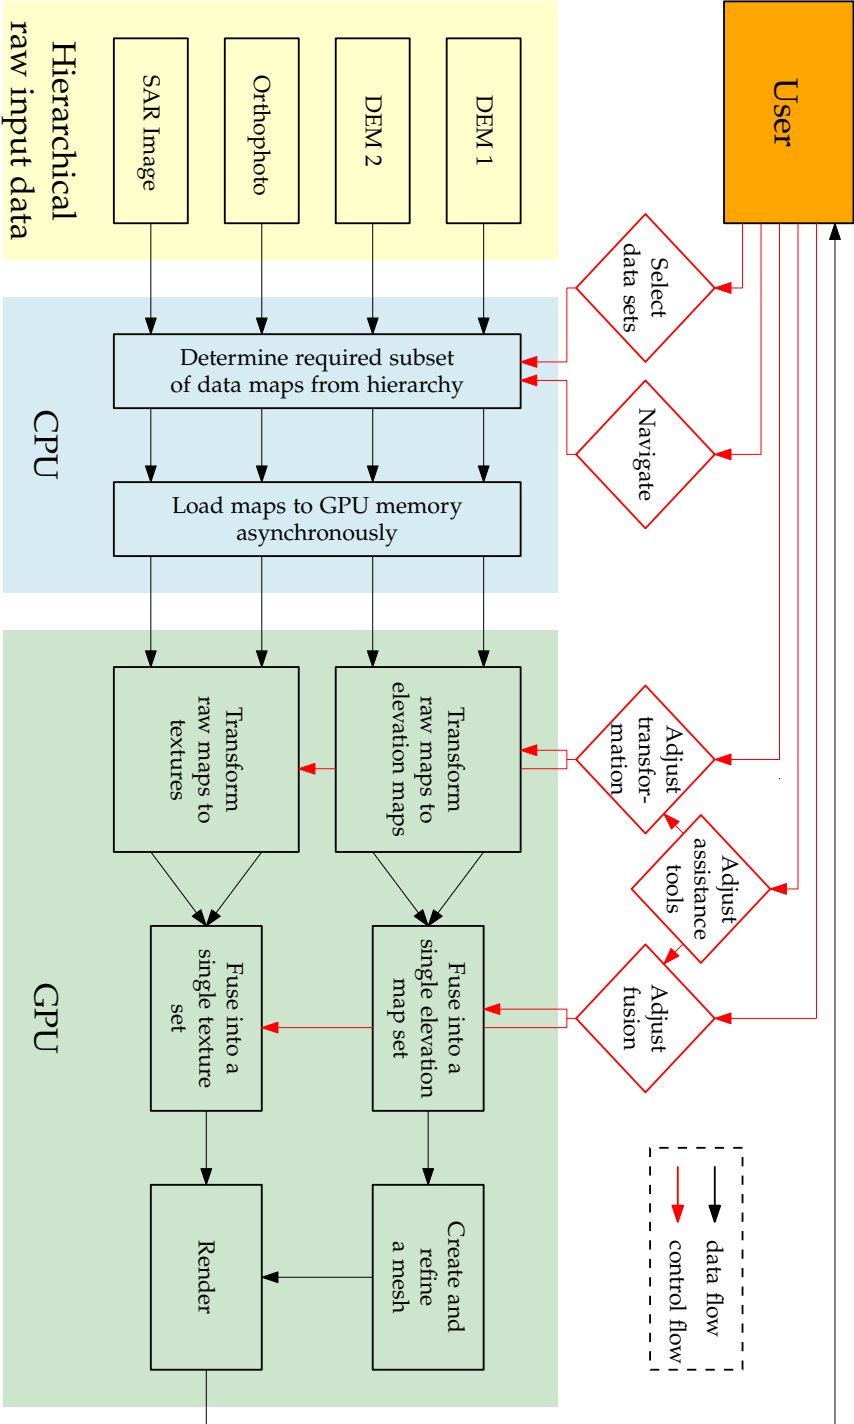 User
Hierarchical
raw input data
DEM 1
DEM 2
Orthophoto
SAR Image
Select
data sets
Navigate
CPU
Determine required subset
of data maps from hierarchy
Load maps to GPU memory
asynchronously
Adjust
transfor-
mation
Adjust
assistance
tools
Adjust
fusion
GPU
Transform
raw maps to
elevation maps
Transform
raw maps to
textures
Fuse into a
single elevation
map set
Fuse into a
single texture
set
Create and
refine
a mesh
Render
data flow
control flow